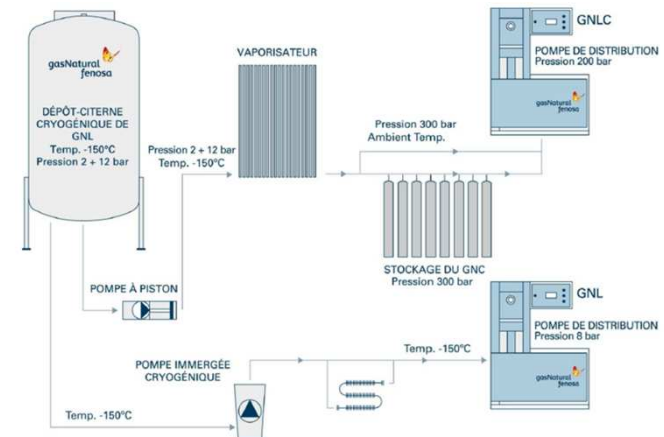 gasNatural
fenosa
DÉPÔT-CITERNE
CRYOGÉNIQUE DE
GNL
Temp. -150°C
Pression 2 + 12 bar
POMPE À PISTON
Pression 2 + 12 bar
Temp. -150°C
VAPORISATEUR
Pression 300 bar
Ambient Temp.
STOCKAGE DU GNC
Pression 300 bar
GNLC
POMPE DE DISTRIBUTION
Pression 200 bar
gasNatural
fenosa
Temp. -150°C
POMPE IMMERGÉE
CRYOGÉNIQUE
Temp. -150°C
GNL
POMPE DE DISTRIBUTION
Pression 8 bar
gasNatural
fenosa